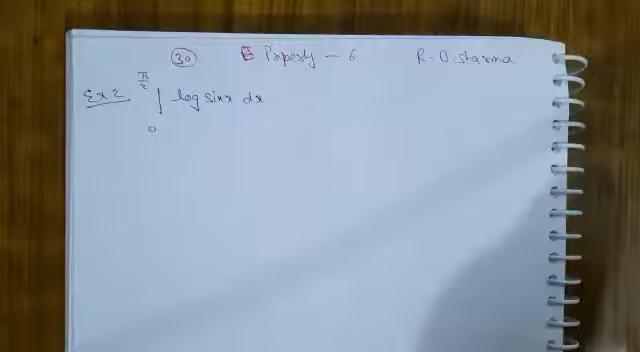 30 Property - 6 R. D. Sharma
Ex 2 ∫₀^{π/2} log sinx dx